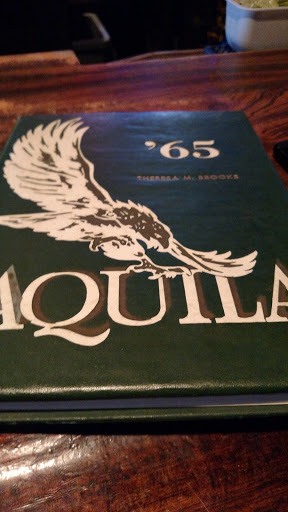 '65
THERESA M. BROOKS
AQUILA